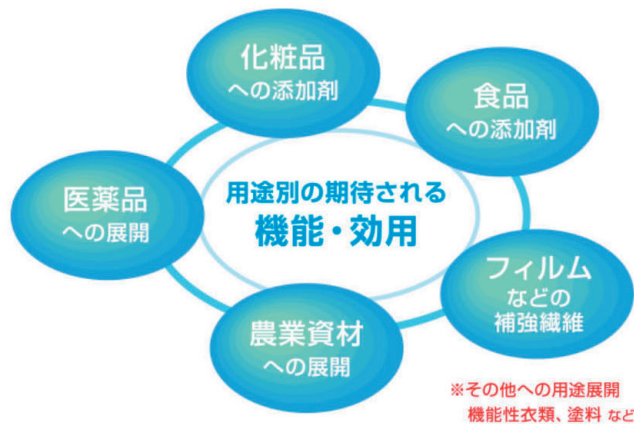 化粧品
への添加剤
食品
への添加剤
医薬品
への展開
用途別の期待される
機能・効用
フィルム
などの
補強繊維
農業資材
への展開
※その他への用途展開
機能性衣類、塗料 など